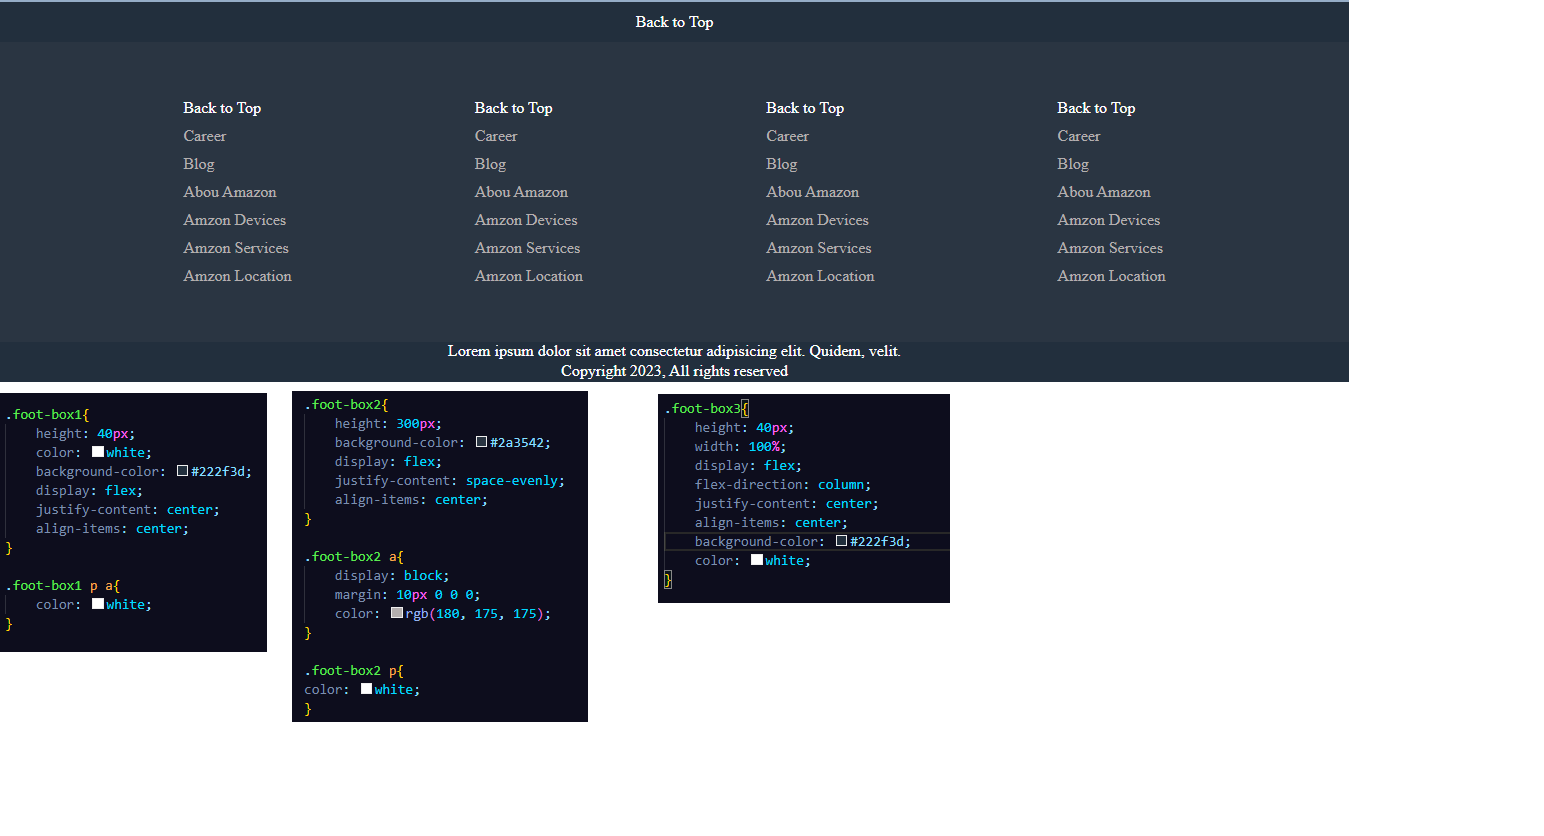 Back to Top
Back to Top Back to Top Back to Top Back to Top
Career Career Career Career
Blog Blog Blog Blog
Abou Amazon Abou Amazon Abou Amazon Abou Amazon
Amzon Devices Amzon Devices Amzon Devices Amzon Devices
Amzon Services Amzon Services Amzon Services Amzon Services
Amzon Location Amzon Location Amzon Location Amzon Location
Lorem ipsum dolor sit amet consectetur adipisicing elit. Quidem, velit.
Copyright 2023, All rights reserved
.foot-box1{
height: 40px;
color: white;
background-color: #222f3d;
display: flex;
justify-content: center;
align-items: center;
}
.foot-box1 p a{
color: white;
}
.foot-box2{
height: 300px;
background-color: #2a3542;
display: flex;
justify-content: space-evenly;
align-items: center;
}
.foot-box2 a{
display: block;
margin: 10px 0 0 0;
color: rgb(180, 175, 175);
}
.foot-box2 p{
color: white;
}
.foot-box3{
height: 40px;
width: 100%;
display: flex;
flex-direction: column;
justify-content: center;
align-items: center;
background-color: #222f3d;
color: white;
}